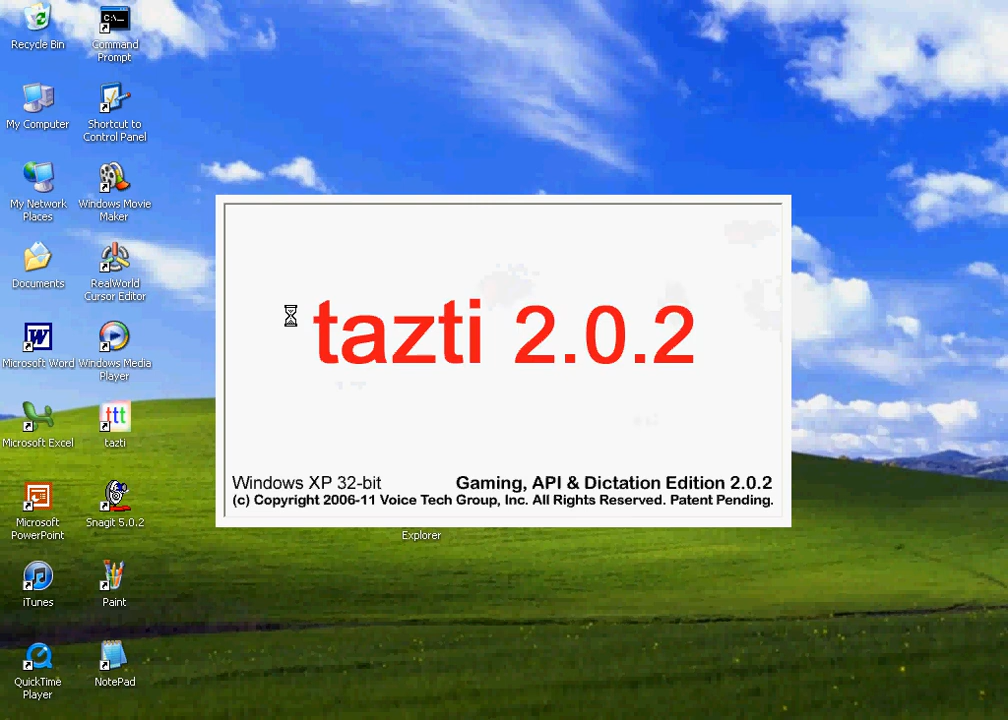 Recycle Bin
Command
Prompt
My Computer
Shortcut to
Control Panel
My Network
Places
Windows Movie
Maker
Documents
RealWorld
Cursor Editor
Microsoft Word
Windows Media
Player
Microsoft Excel
tazti
Microsoft
PowerPoint
Snagit 5.0.2
iTunes
Paint
QuickTime
Player
NotePad
C:\_
W
ttt
tazti 2.0.2
Windows XP 32-bit
Gaming, API & Dictation Edition 2.0.2
(c) Copyright 2006-11 Voice Tech Group, Inc. All Rights Reserved. Patent Pending.
Explorer